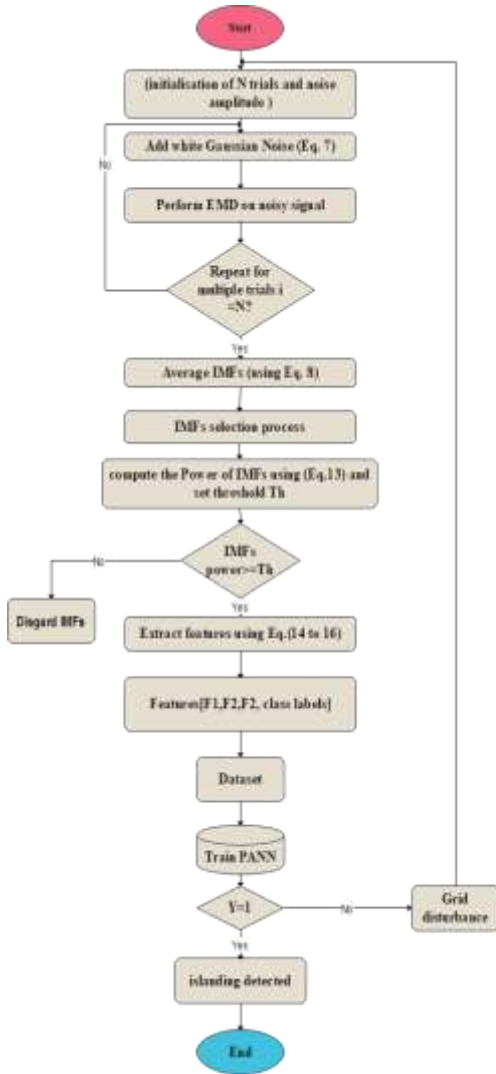 Start
(initialisation of N trials and noise
amplitude )
No
Add white Gaussian Noise (Eq. 7)
Perform EMD on noisy signal
Repeat for
multiple trials i
=N?
Yes
Average IMFs (using Eq. 8)
IMFs selection process
compute the Power of IMFs using (Eq.13) and
set threshold Th
IMFs
power>=Th
No
Disgard IMFs
Yes
Extract features using Eq.(14 to 16)
Features[F1,F2,F2, class labels]
Dataset
Train PANN
Y=1
No
Grid
disturbance
Yes
islanding detected
End